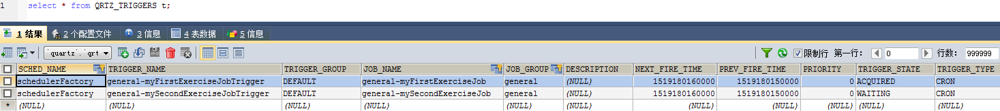 1 select * from QRTZ_TRIGGERS t;
1 结果 2 个配置文件 3 信息 4 表数据 5 信息
`quartz`.`qrt 限制行 第一行: 0 行数: 999999
SCHED_NAME TRIGGER_NAME TRIGGER_GROUP JOB_NAME JOB_GROUP DESCRIPTION NEXT_FIRE_TIME PREV_FIRE_TIME PRIORITY TRIGGER_STATE TRIGGER_TYPE
schedulerFactory general-myFirstExerciseJobTrigger DEFAULT general-myFirstExerciseJob general (NULL) 1519180160000 1519180150000 0 ACQUIRED CRON
schedulerFactory general-mySecondExerciseJobTrigger DEFAULT general-mySecondExerciseJob general (NULL) 1519180160000 1519180150000 0 WAITING CRON
* (NULL) (NULL) (NULL) (NULL) (NULL) (NULL) (NULL) (NULL) (NULL) (NULL) (NULL)